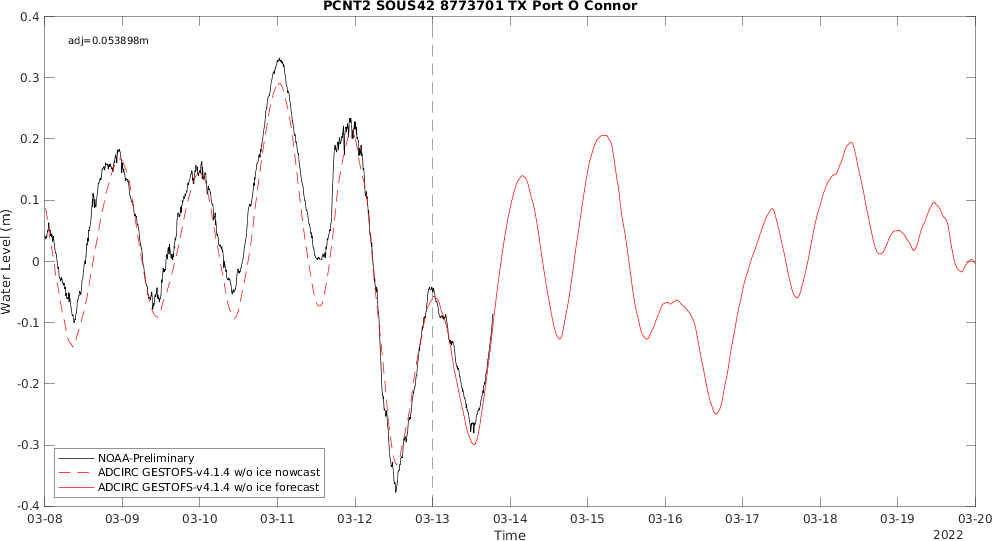 PCNT2 SOUS42 8773701 TX Port O Connor
adj=0.053898m
Water Level (m)
0.4
0.3
0.2
0.1
0
-0.1
-0.2
-0.3
-0.4
NOAA-Preliminary
ADCIRC GESTOFS-v4.1.4 w/o ice nowcast
ADCIRC GESTOFS-v4.1.4 w/o ice forecast
03-08 03-09 03-10 03-11 03-12 03-13 03-14 03-15 03-16 03-17 03-18 03-19 03-20
Time
2022